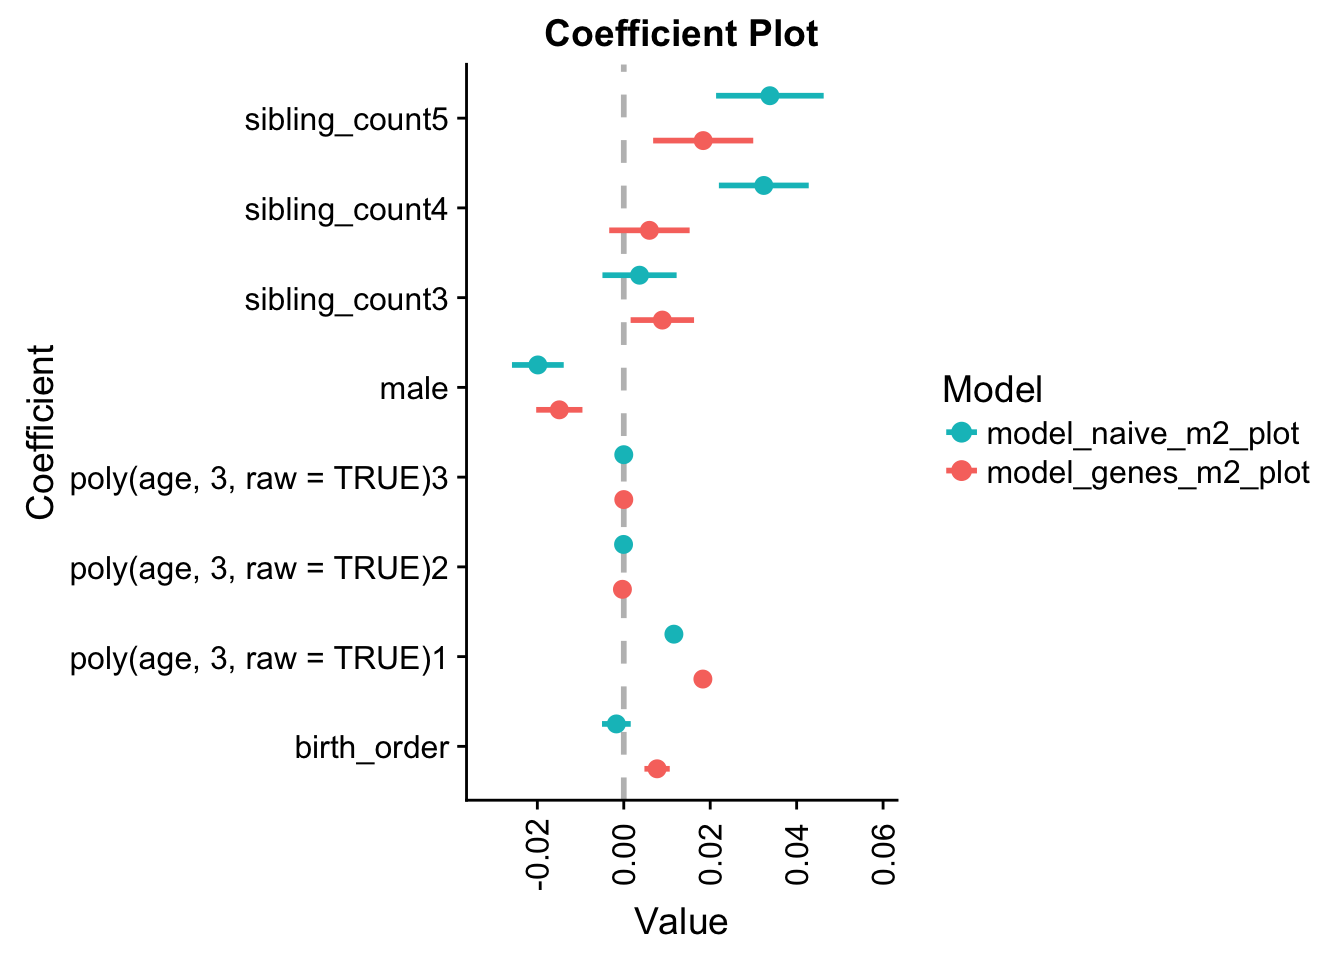 Coefficient Plot
Coefficient
sibling_count5
sibling_count4
sibling_count3
male
poly(age, 3, raw = TRUE)3
poly(age, 3, raw = TRUE)2
poly(age, 3, raw = TRUE)1
birth_order
-0.02
0.00
0.02
0.04
0.06
Value
Model
model_naive_m2_plot
model_genes_m2_plot